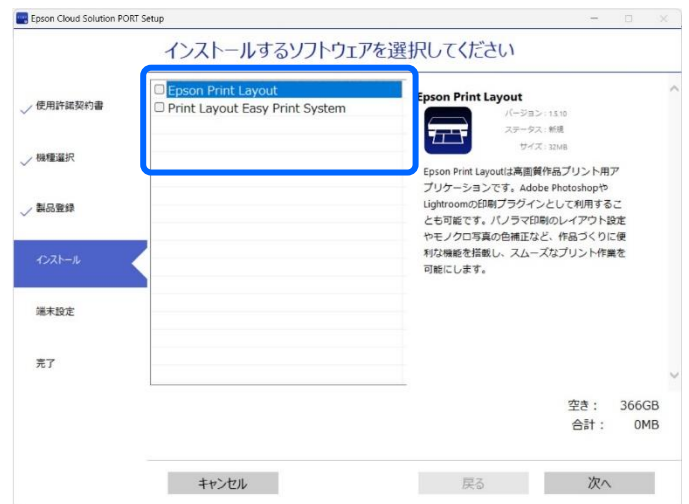 Epson Cloud Solution PORT Setup
インストールするソフトウェアを選択してください
使用許諾契約書
機種選択
製品登録
インストール
端末設定
完了
Epson Print Layout
Print Layout Easy Print System
Epson Print Layout
バージョン : 1.5.10
ステータス : 新規
サイズ : 32MB
Epson Print Layoutは高画質作品プリント用ア
プリケーションです。Adobe Photoshopや
Lightroomの印刷プラグインとして利用するこ
とも可能です。パノラマ印刷のレイアウト設定
やモノクロ写真の色補正など、作品づくりに便
利な機能を搭載し、スムーズなプリント作業を
可能にします。
空き : 366GB
合計 : 0MB
キャンセル
戻る
次へ